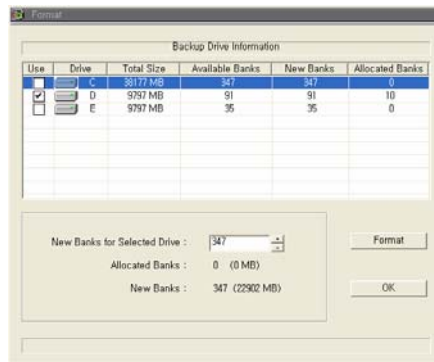 Format
Backup Drive Information
Use Drive Total Size Available Banks New Banks Allocated Banks
C 38177 MB 347 347 0
D 9797 MB 91 91 10
E 9797 MB 35 35 0
New Banks for Selected Drive : 347
Format
Allocated Banks : 0 (0 MB)
New Banks : 347 (22902 MB)
OK